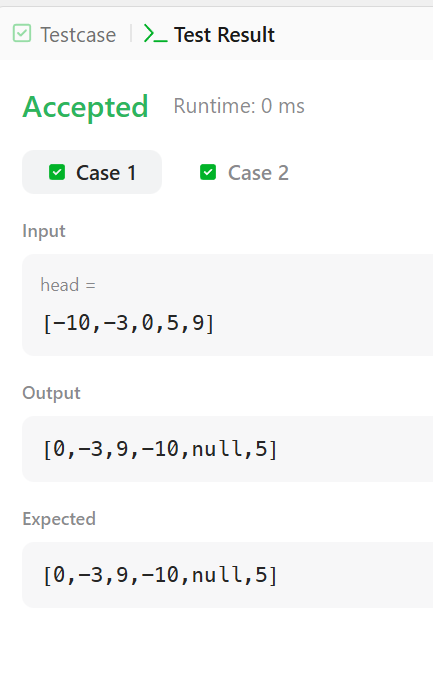 Testcase
Test Result
Accepted
Runtime: 0 ms
Case 1
Case 2
Input
head =
[-10,-3,0,5,9]
Output
[0,-3,9,-10,null,5]
Expected
[0,-3,9,-10,null,5]